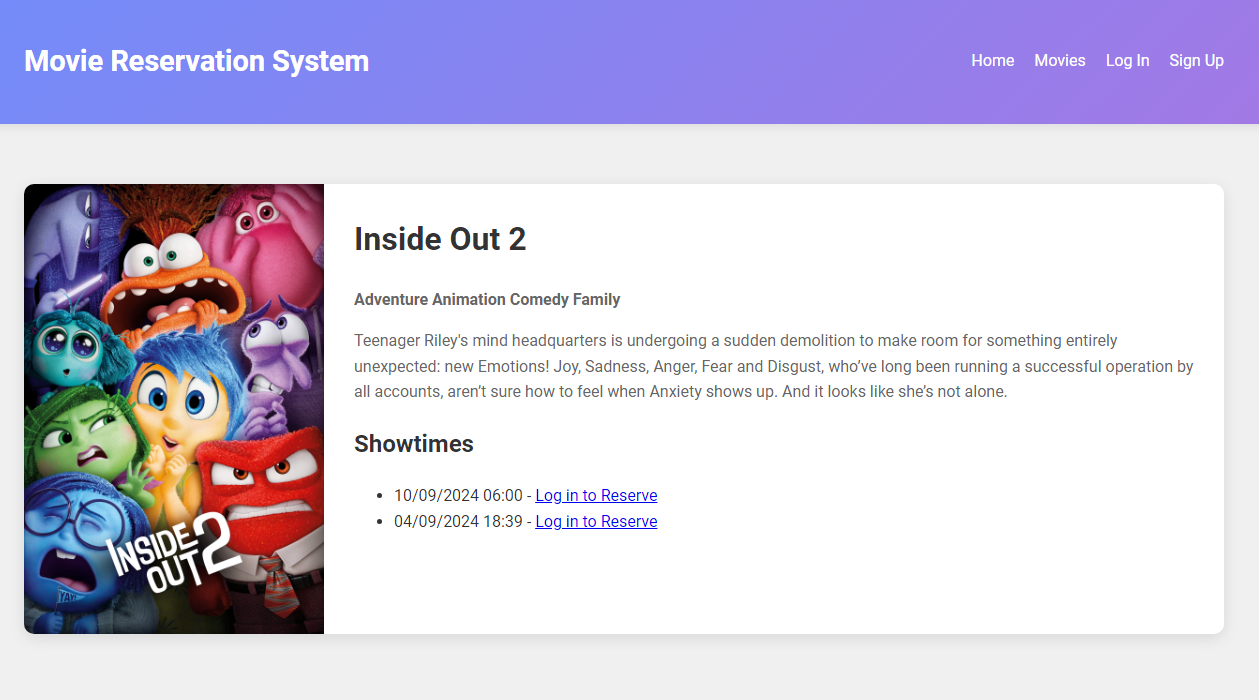 Movie Reservation System
Home Movies Log In Sign Up
Inside Out 2
Adventure Animation Comedy Family
Teenager Riley's mind headquarters is undergoing a sudden demolition to make room for something entirely
unexpected: new Emotions! Joy, Sadness, Anger, Fear and Disgust, who’ve long been running a successful operation by
all accounts, aren’t sure how to feel when Anxiety shows up. And it looks like she’s not alone.
Showtimes
10/09/2024 06:00 - Log in to Reserve
04/09/2024 18:39 - Log in to Reserve
INSIDE
OUT 2
YAY!